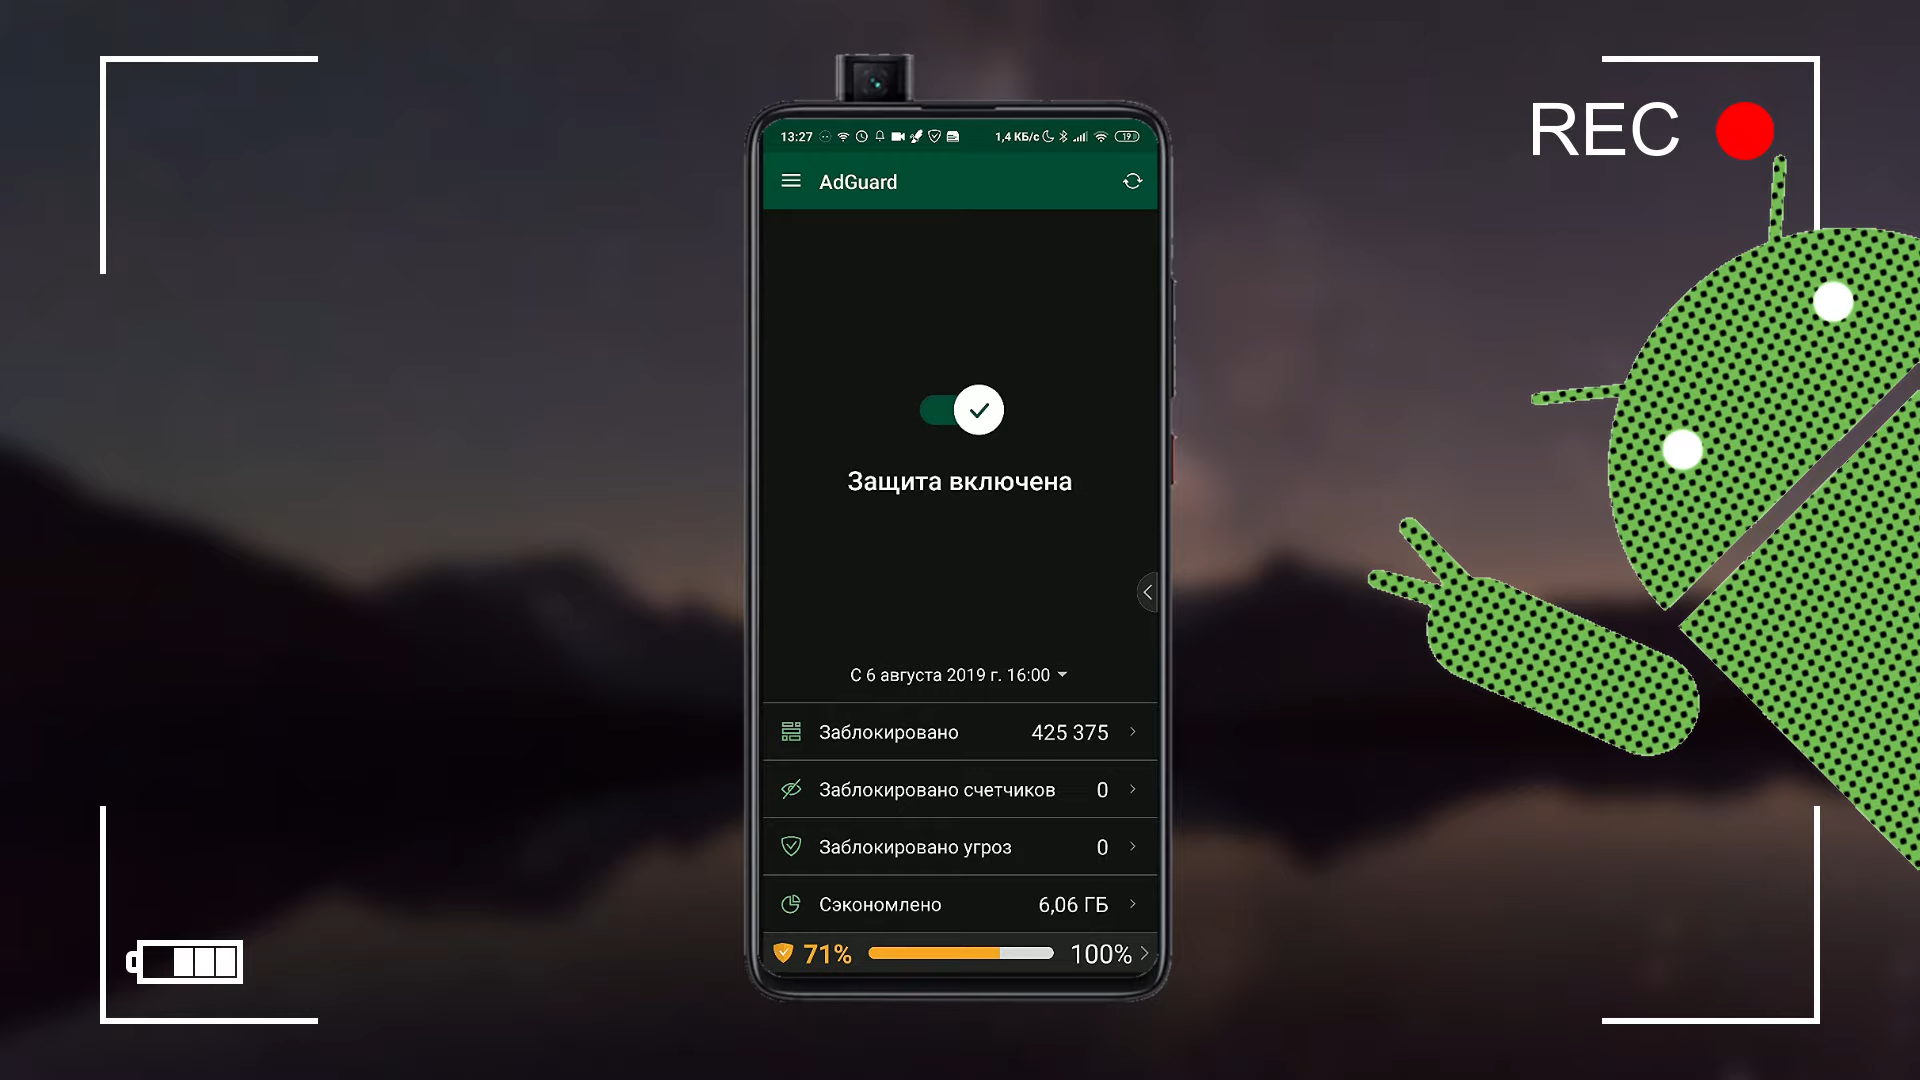 REC
13:27 1,4 КБ/с 19
AdGuard
Защита включена
С 6 августа 2019 г. 16:00
Заблокировано 425 375
Заблокировано счетчиков 0
Заблокировано угроз 0
Сэкономлено 6,06 ГБ
71% 100%